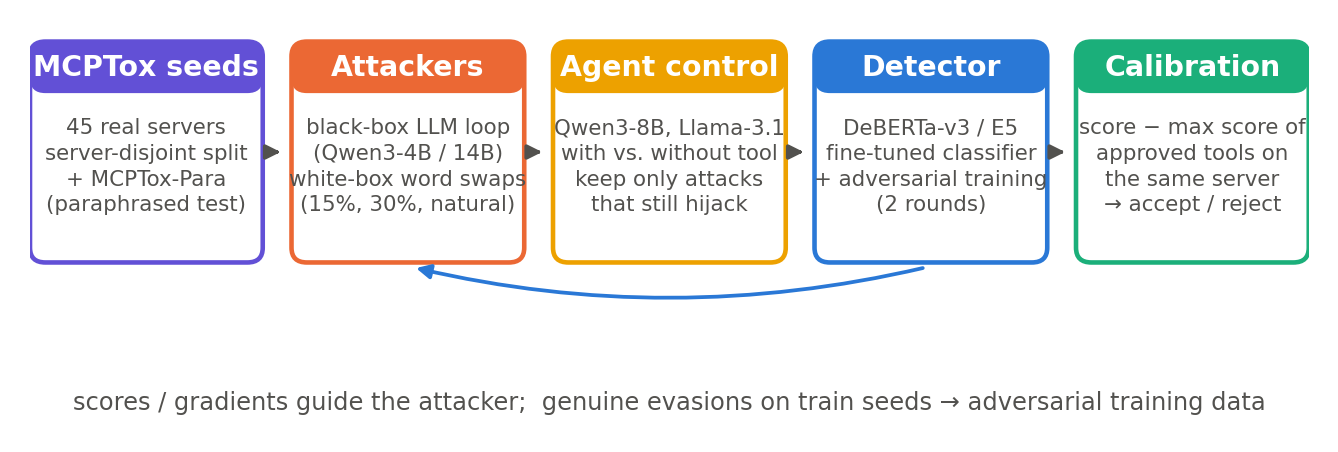 MCPTox seeds
45 real servers
server-disjoint split
+ MCPTox-Para
(paraphrased test)
Attackers
black-box LLM loop
(Qwen3-4B / 14B)
white-box word swaps
(15%, 30%, natural)
Agent control
Qwen3-8B, Llama-3.1
with vs. without tool
keep only attacks
that still hijack
Detector
DeBERTa-v3 / E5
fine-tuned classifier
+ adversarial training
(2 rounds)
Calibration
score − max score of
approved tools on
the same server
→ accept / reject
scores / gradients guide the attacker;  genuine evasions on train seeds → adversarial training data